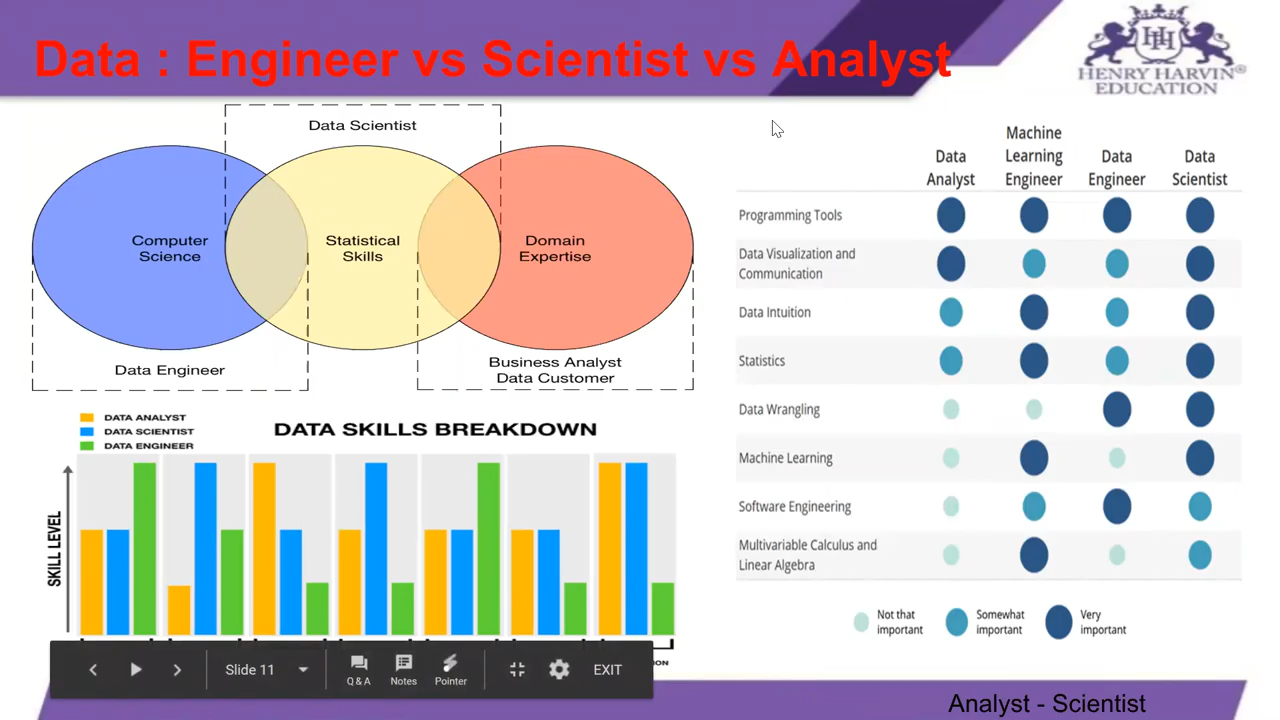 Data : Engineer vs Scientist vs Analyst
HENRY HARVIN®
EDUCATION
Data Scientist
Computer
Science
Statistical
Skills
Domain
Expertise
Data Engineer
Business Analyst
Data Customer
DATA ANALYST
DATA SCIENTIST
DATA ENGINEER
DATA SKILLS BREAKDOWN
SKILL LEVEL
Data
Analyst
Machine
Learning
Engineer
Data
Engineer
Data
Scientist
Programming Tools
Data Visualization and
Communication
Data Intuition
Statistics
Data Wrangling
Machine Learning
Software Engineering
Multivariable Calculus and
Linear Algebra
Not that
important
Somewhat
important
Very
important
Slide 11
Q & A
Notes
Pointer
EXIT
Analyst - Scientist